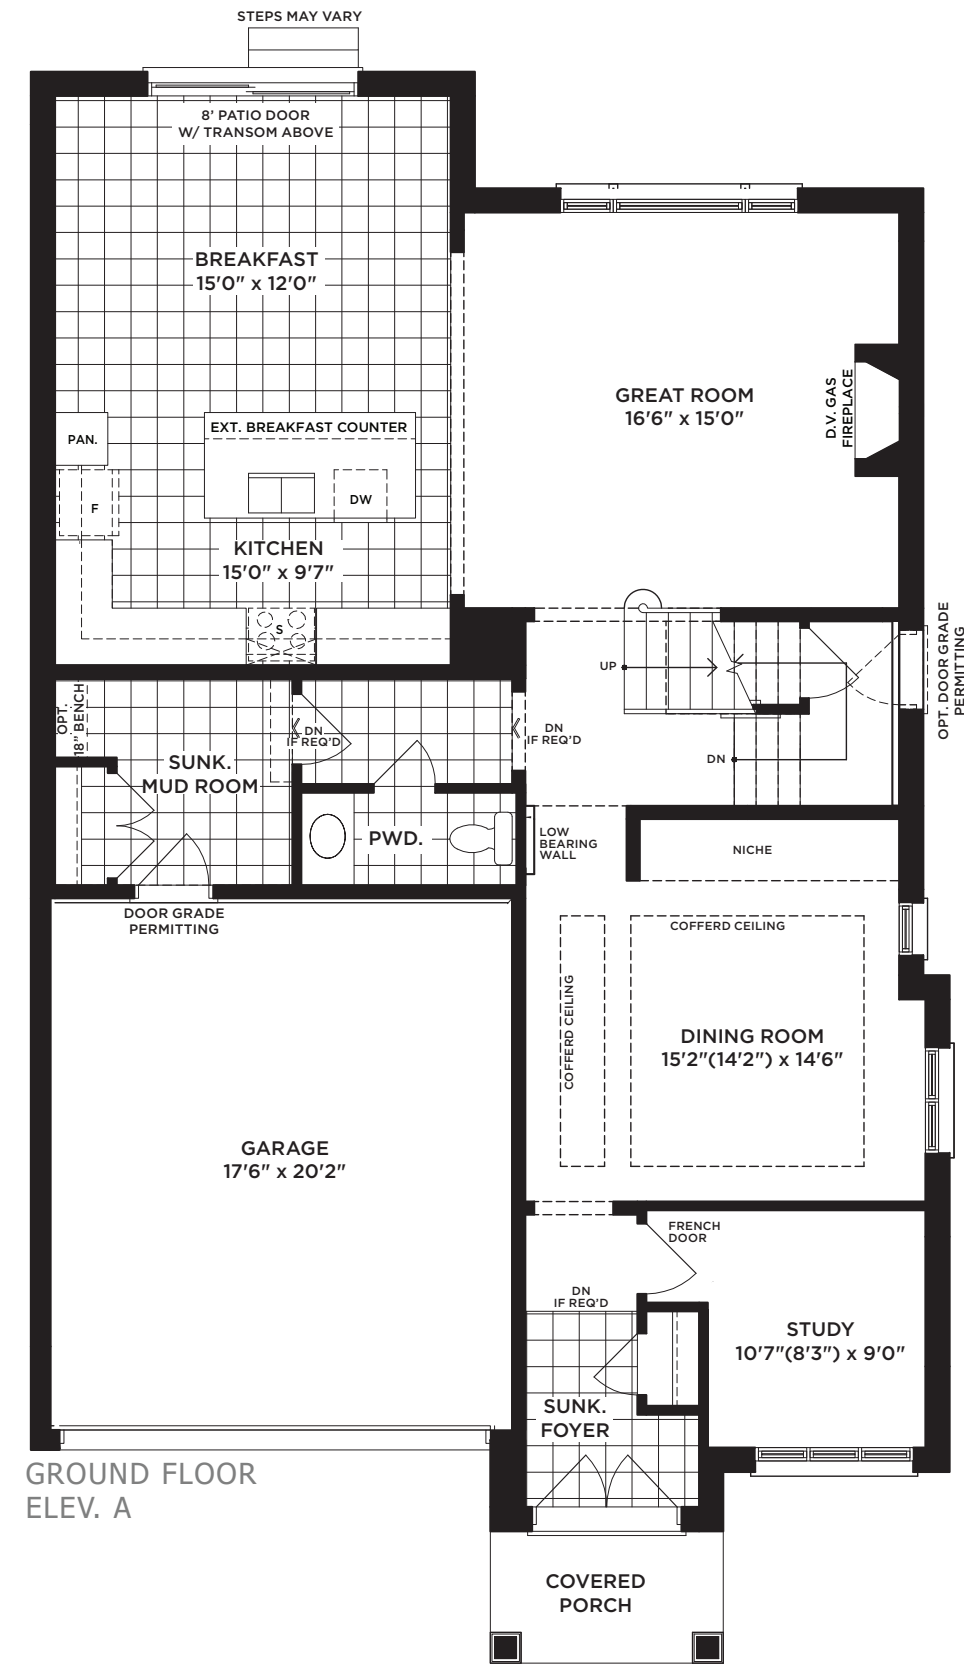 STEPS MAY VARY
8' PATIO DOOR
W/ TRANSOM ABOVE
BREAKFAST
15'0" x 12'0"
GREAT ROOM
16'6" x 15'0"
D.V. GAS
FIREPLACE
PAN.
EXT. BREAKFAST COUNTER
F
DW
KITCHEN
15'0" x 9'7"
S
UP
OPT. DOOR GRADE
PERMITTING
OPT.
18" BENCH
DN
IF REQ'D
DN
IF REQ'D
SUNK.
MUD ROOM
DN
PWD.
LOW
BEARING
WALL
NICHE
DOOR GRADE
PERMITTING
COFFERD CEILING
COFFERD CEILING
DINING ROOM
15'2"(14'2") x 14'6"
GARAGE
17'6" x 20'2"
FRENCH
DOOR
DN
IF REQ'D
STUDY
10'7"(8'3") x 9'0"
SUNK.
FOYER
GROUND FLOOR
ELEV. A
COVERED
PORCH